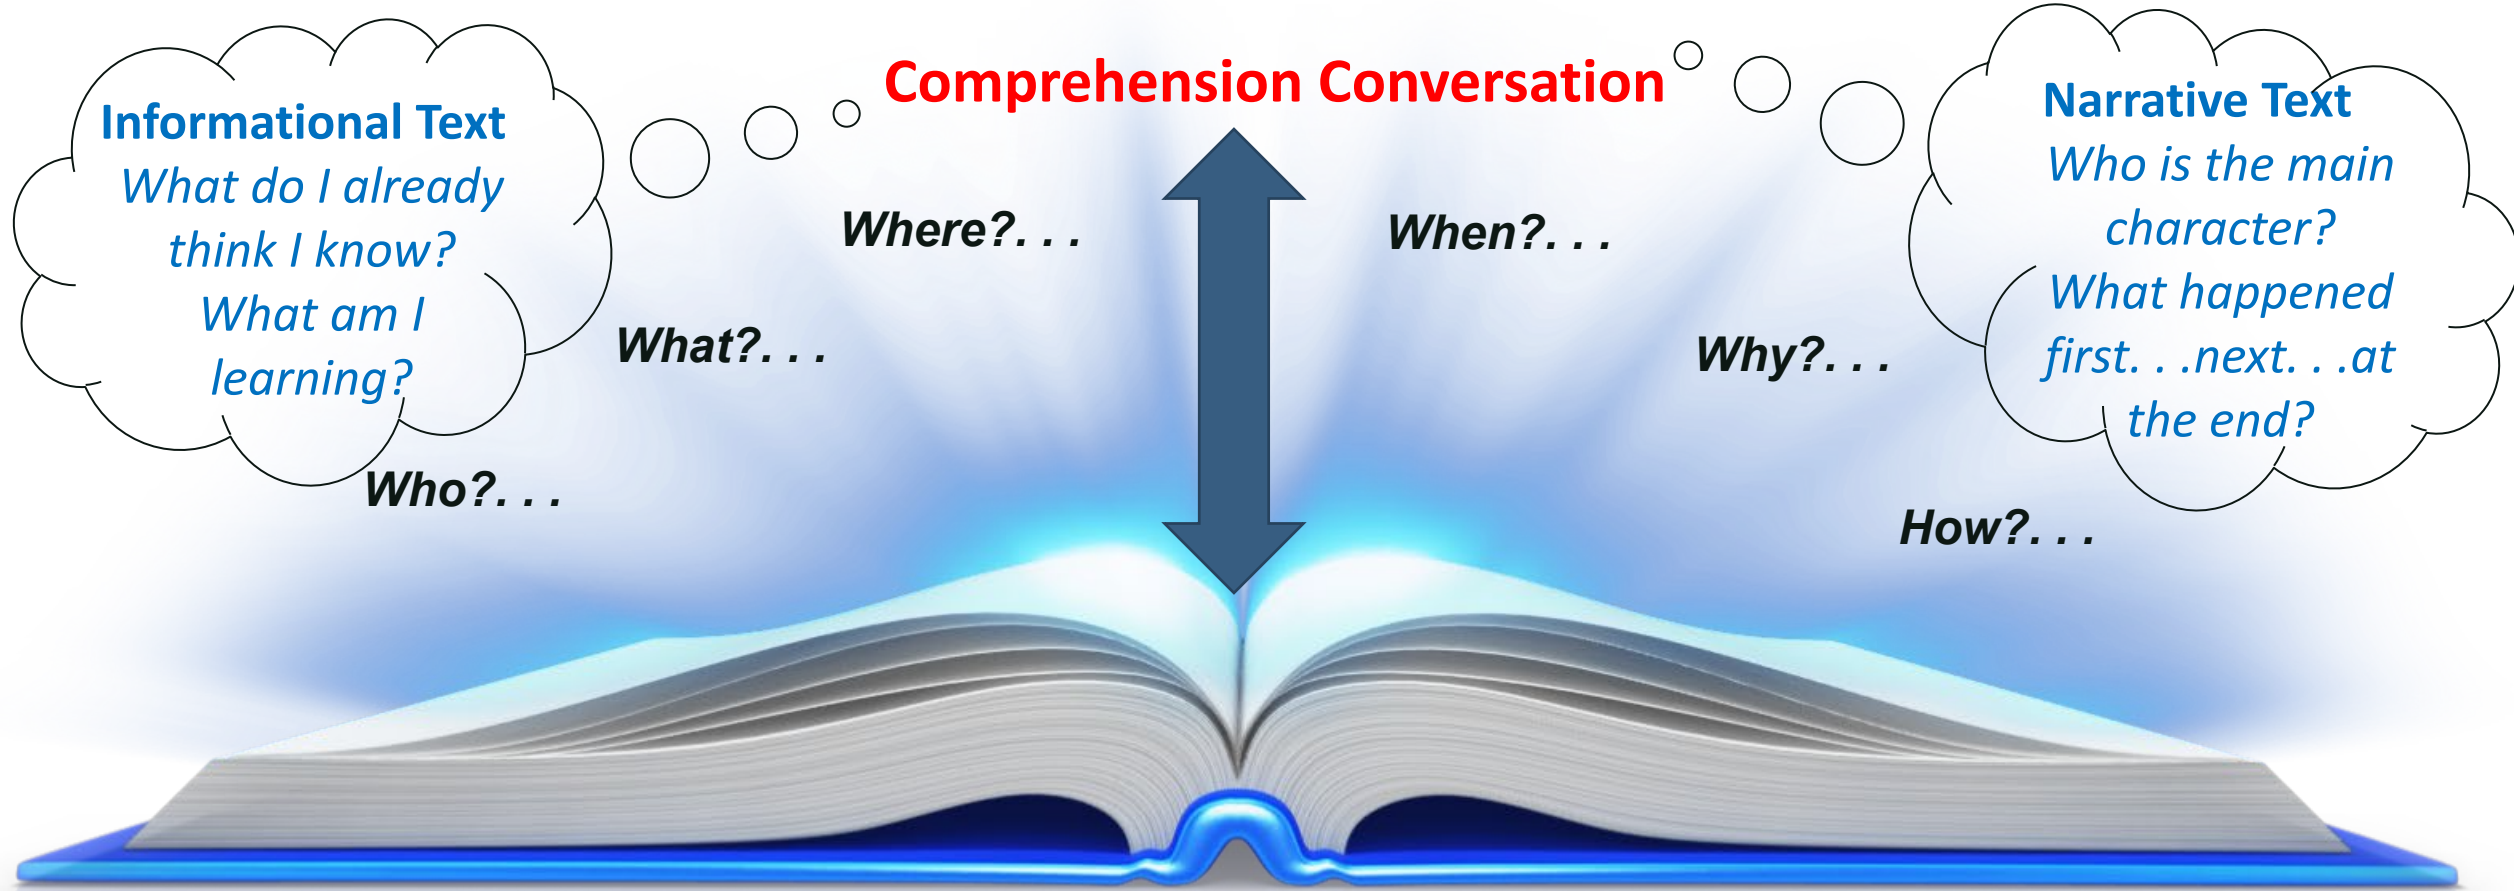 Comprehension Conversation
Informational Text
What do I already
think I know?
What am I
learning?
Narrative Text
Who is the main
character?
What happened
first. . .next. . .at
the end?
Who?. . .
What?. . .
Where?. . .
When?. . .
Why?. . .
How?. . .